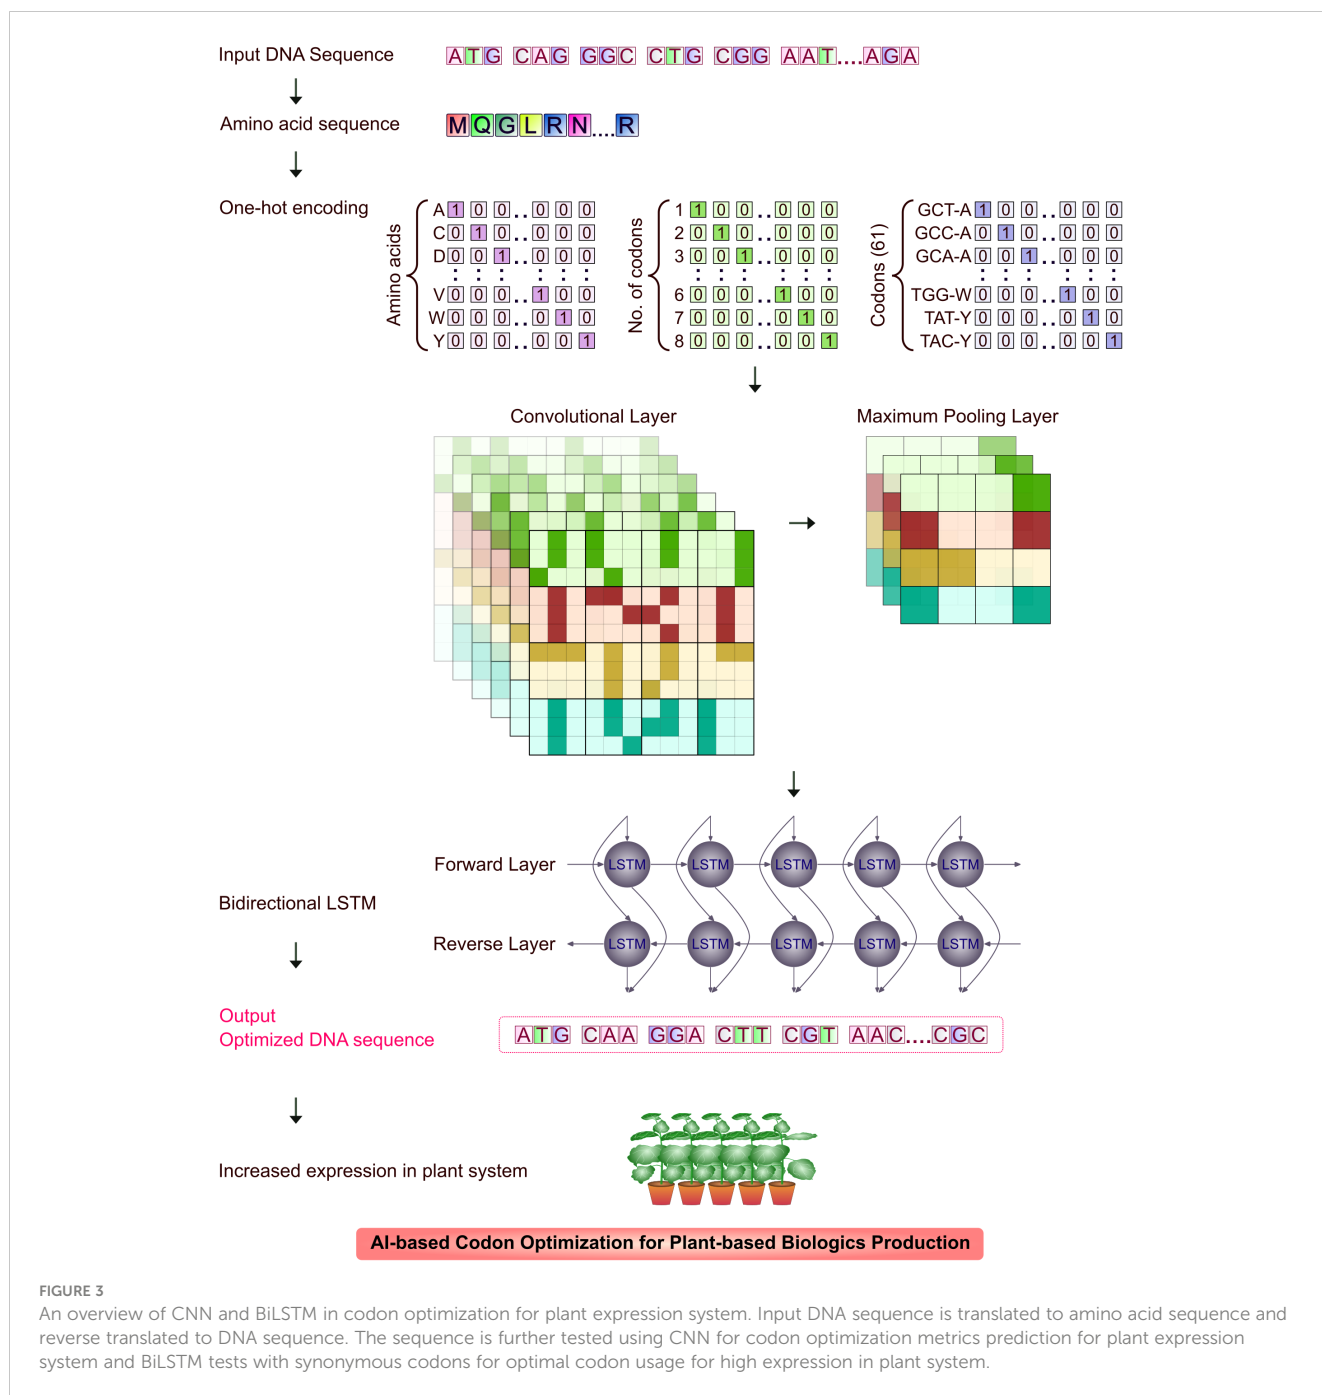 Input DNA Sequence ATG CAG GGC CTG CGG AAT....AGA
Amino acid sequence MQGLRN....R
One-hot encoding
Amino acids
A 1 0 0 .. 0 0 0
C 0 1 0 .. 0 0 0
D 0 0 1 .. 0 0 0
: : : : : :
V 0 0 0 .. 1 0 0
W 0 0 0 .. 0 1 0
Y 0 0 0 .. 0 0 1
No. of codons
1 1 0 0 .. 0 0 0
2 0 1 0 .. 0 0 0
3 0 0 1 .. 0 0 0
: : : : : :
6 0 0 0 .. 1 0 0
7 0 0 0 .. 0 1 0
8 0 0 0 .. 0 0 1
Codons (61)
GCT-A 1 0 0 .. 0 0 0
GCC-A 0 1 0 .. 0 0 0
GCA-A 0 0 1 .. 0 0 0
: : : : : :
TGG-W 0 0 0 .. 1 0 0
TAT-Y 0 0 0 .. 0 1 0
TAC-Y 0 0 0 .. 0 0 1
Convolutional Layer
Maximum Pooling Layer
Forward Layer LSTM LSTM LSTM LSTM LSTM
Bidirectional LSTM
Reverse Layer LSTM LSTM LSTM LSTM LSTM
Output
Optimized DNA sequence ATG CAA GGA CTT CGT AAC....CGC
Increased expression in plant system
AI-based Codon Optimization for Plant-based Biologics Production
FIGURE 3
An overview of CNN and BiLSTM in codon optimization for plant expression system. Input DNA sequence is translated to amino acid sequence and
reverse translated to DNA sequence. The sequence is further tested using CNN for codon optimization metrics prediction for plant expression
system and BiLSTM tests with synonymous codons for optimal codon usage for high expression in plant system.